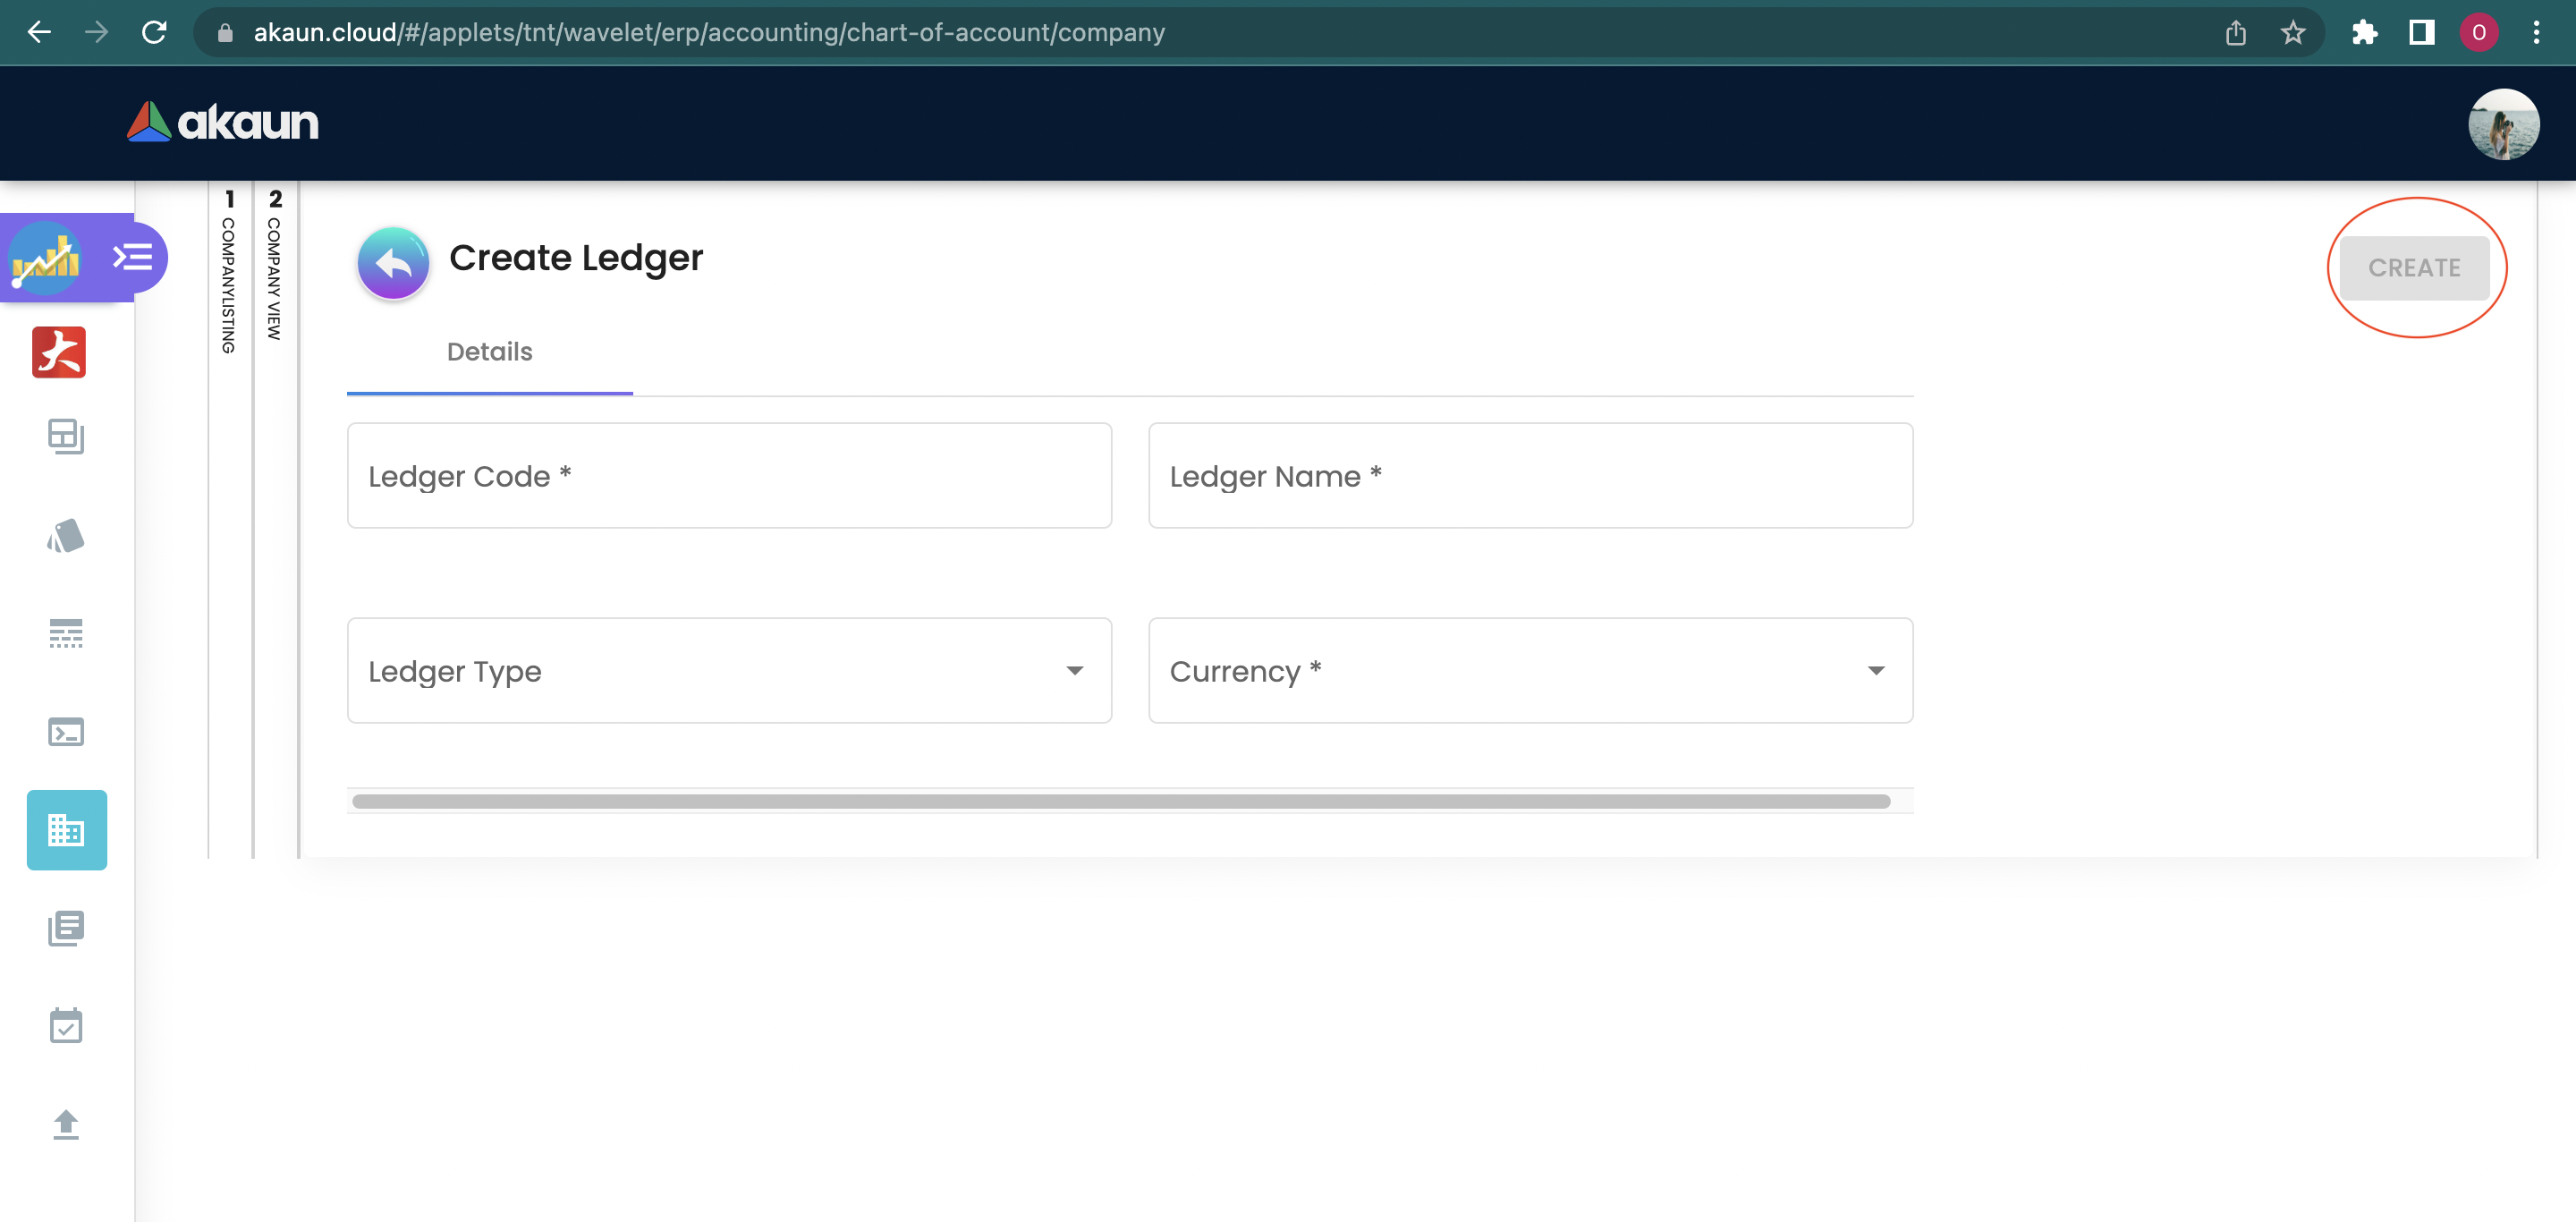 akaun.cloud/#/applets/tnt/wavelet/erp/accounting/chart-of-account/company
O
akaun
1
COMPANYLISTING
2
COMPANY VIEW
Create Ledger
CREATE
Details
Ledger Code *
Ledger Name *
Ledger Type
Currency *